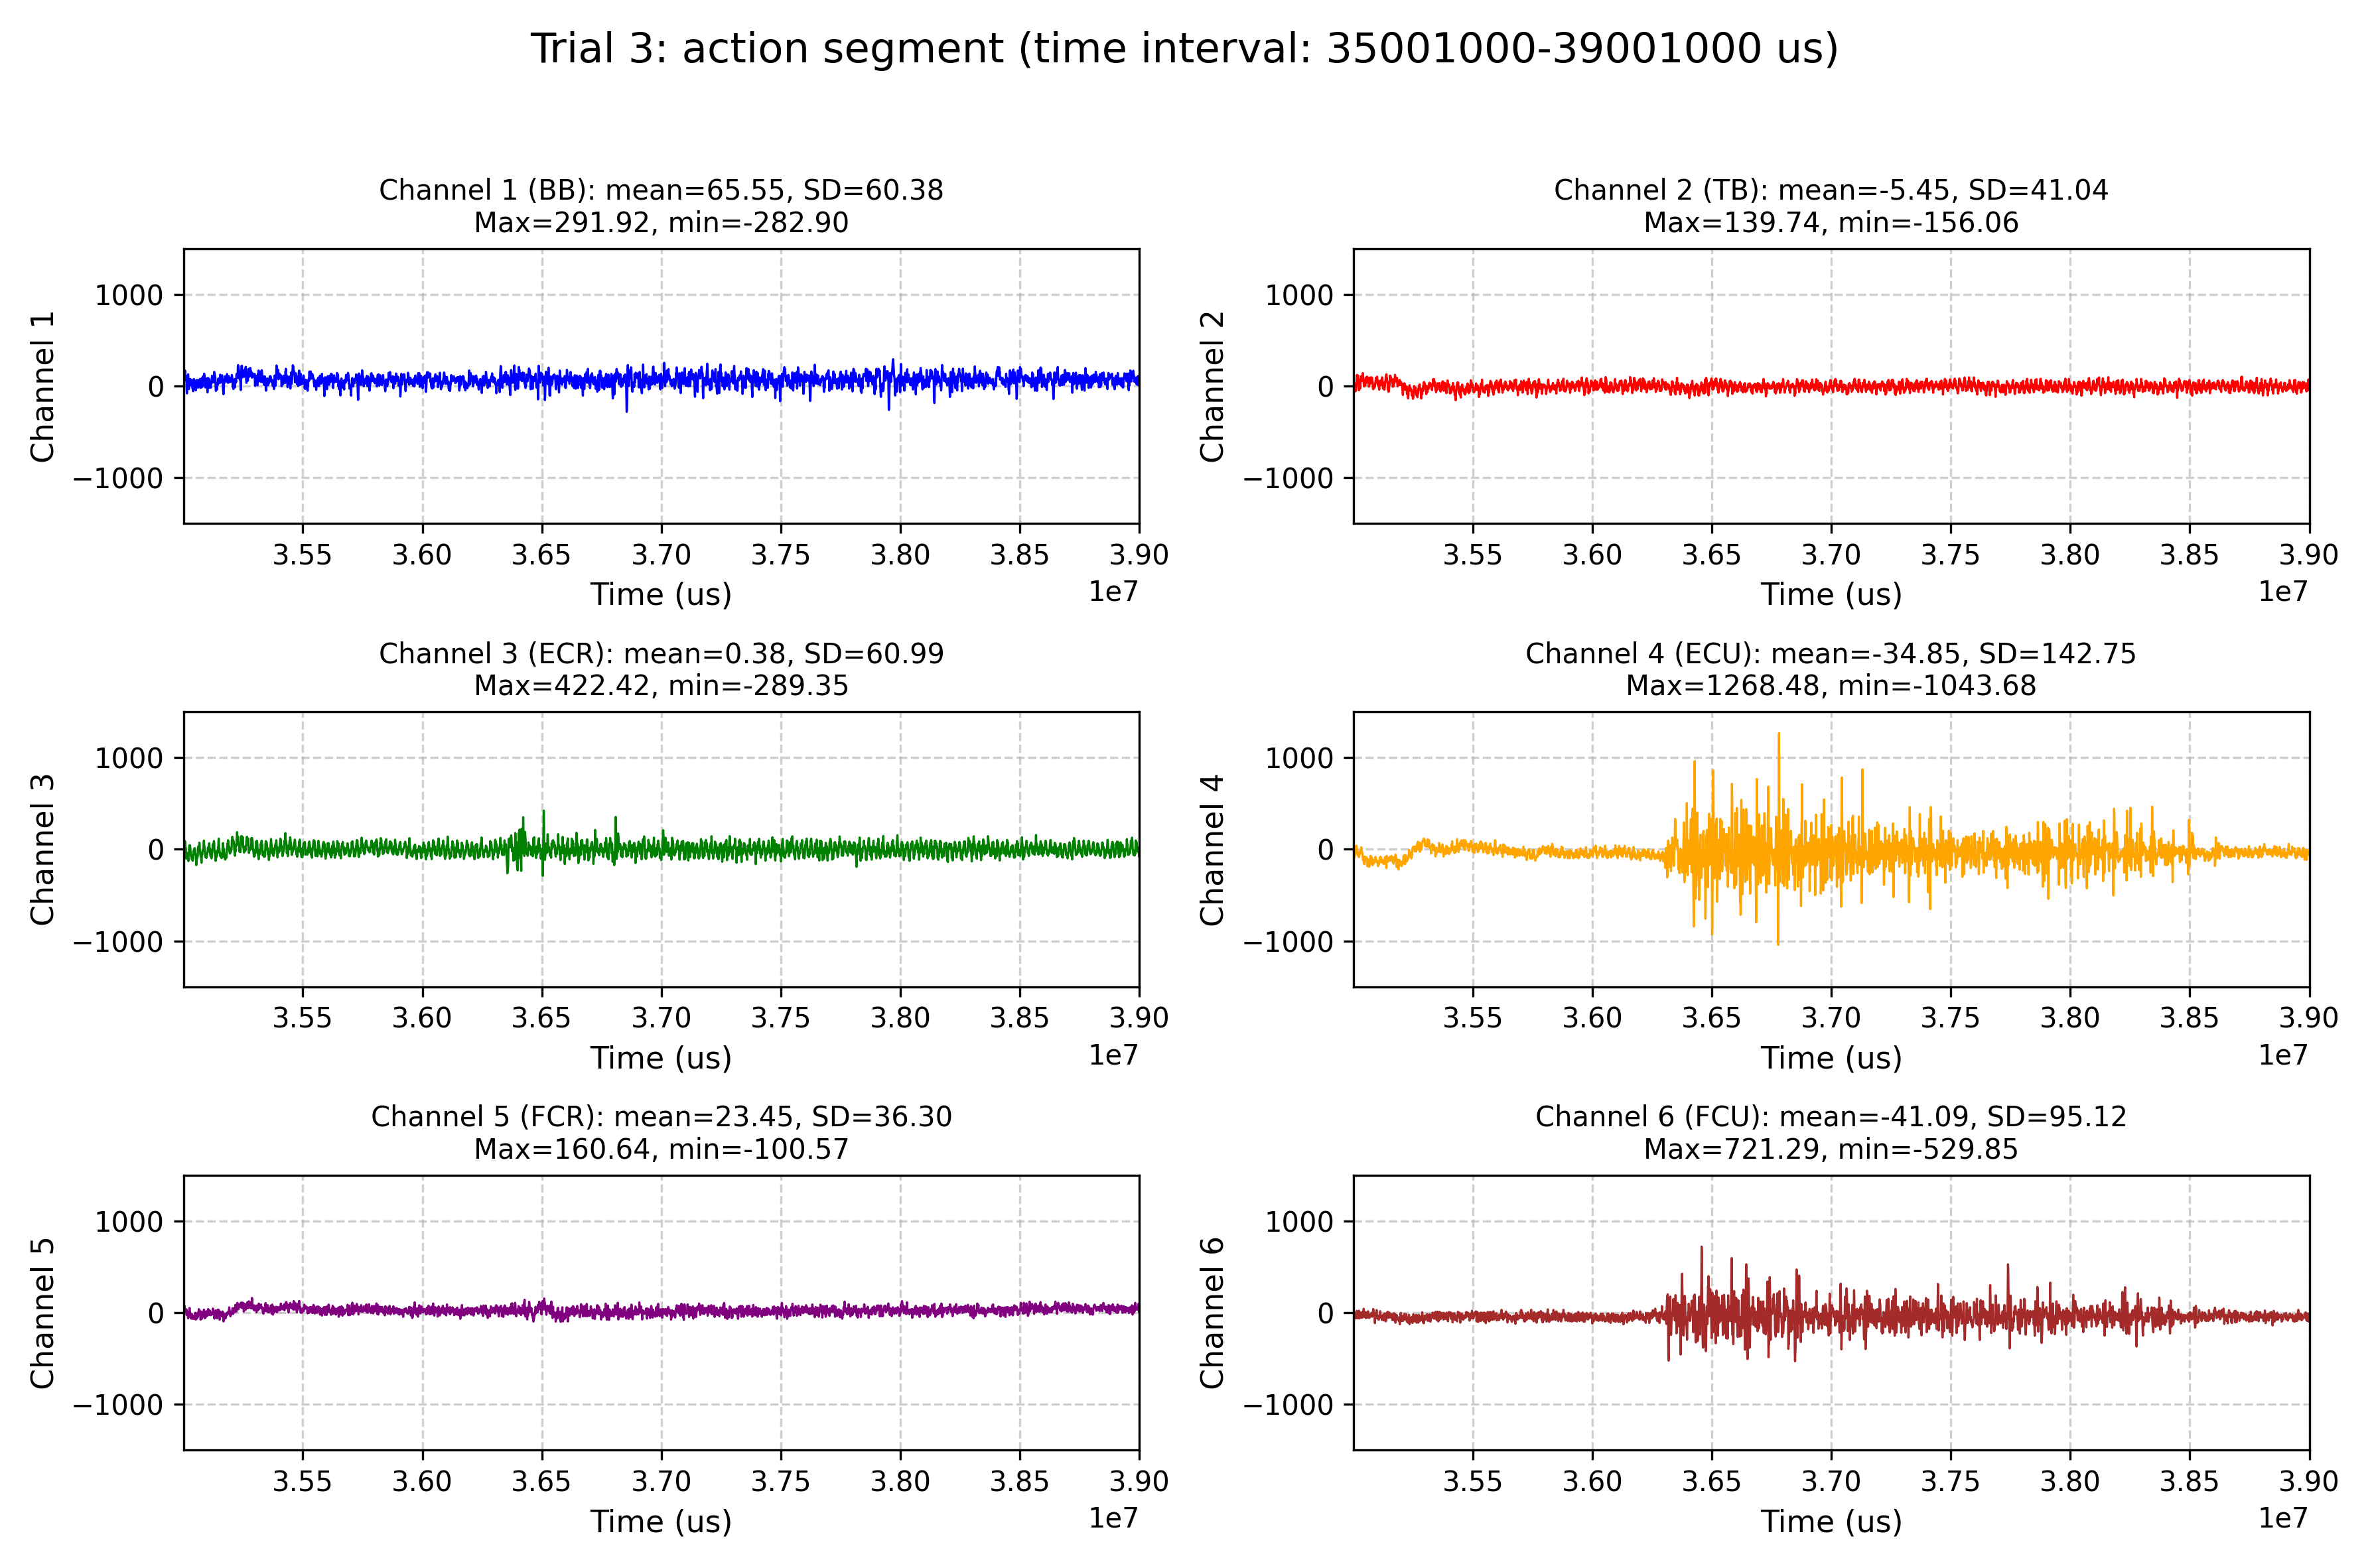 Trial 3: action segment (time interval: 35001000-39001000 us)
Channel 1 (BB): mean=65.55, SD=60.38
Max=291.92, min=-282.90
Channel 1
1000
0
−1000
3.55 3.60 3.65 3.70 3.75 3.80 3.85 3.90
Time (us)
1e7
Channel 2 (TB): mean=-5.45, SD=41.04
Max=139.74, min=-156.06
Channel 2
1000
0
−1000
3.55 3.60 3.65 3.70 3.75 3.80 3.85 3.90
Time (us)
1e7
Channel 3 (ECR): mean=0.38, SD=60.99
Max=422.42, min=-289.35
Channel 3
1000
0
−1000
3.55 3.60 3.65 3.70 3.75 3.80 3.85 3.90
Time (us)
1e7
Channel 4 (ECU): mean=-34.85, SD=142.75
Max=1268.48, min=-1043.68
Channel 4
1000
0
−1000
3.55 3.60 3.65 3.70 3.75 3.80 3.85 3.90
Time (us)
1e7
Channel 5 (FCR): mean=23.45, SD=36.30
Max=160.64, min=-100.57
Channel 5
1000
0
−1000
3.55 3.60 3.65 3.70 3.75 3.80 3.85 3.90
Time (us)
1e7
Channel 6 (FCU): mean=-41.09, SD=95.12
Max=721.29, min=-529.85
Channel 6
1000
0
−1000
3.55 3.60 3.65 3.70 3.75 3.80 3.85 3.90
Time (us)
1e7